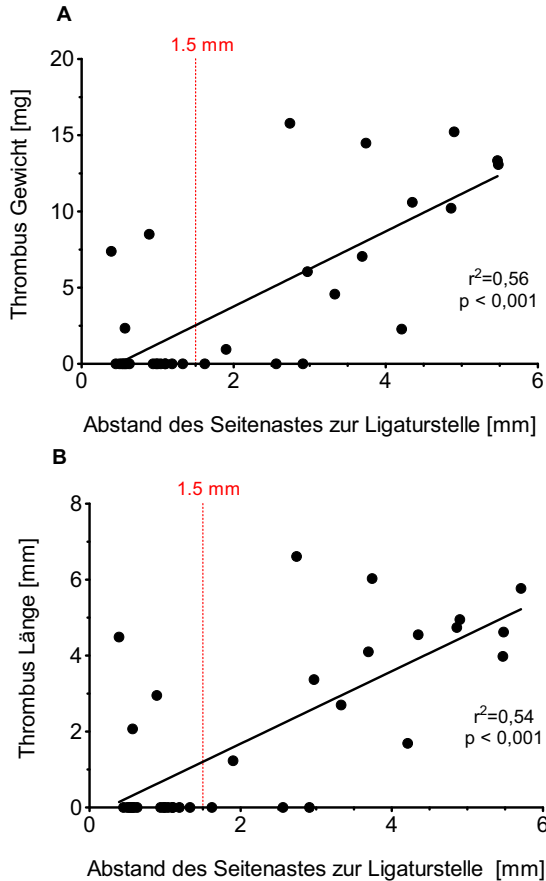 A
1.5 mm
20
15
10
5
0
Thrombus Gewicht [mg]
r²=0,56
p < 0,001
0 2 4 6
Abstand des Seitenastes zur Ligaturstelle [mm]
B
1.5 mm
8
6
4
2
0
Thrombus Länge [mm]
r²=0,54
p < 0,001
0 2 4 6
Abstand des Seitenastes zur Ligaturstelle [mm]